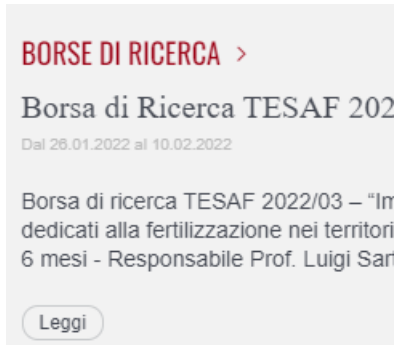 BORSE DI RICERCA >
Borsa di Ricerca TESAF 202
Dal 26.01.2022 al 10.02.2022
Borsa di ricerca TESAF 2022/03 – “Im
dedicati alla fertilizzazione nei territori
6 mesi - Responsabile Prof. Luigi Sart
Leggi